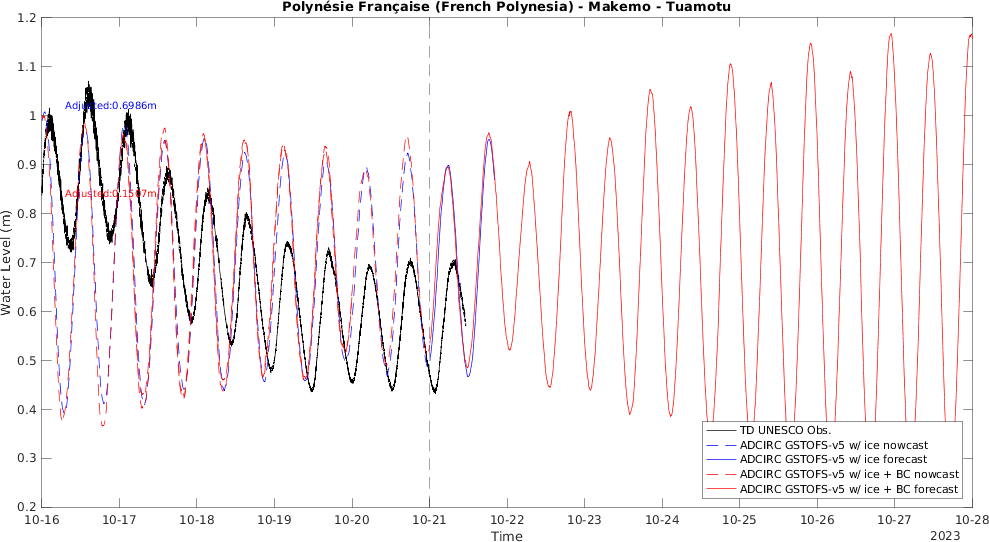 Polynésie Française (French Polynesia) - Makemo - Tuamotu
1.2
1.1
1
0.9
0.8
0.7
0.6
0.5
0.4
0.3
0.2
Water Level (m)
Adjusted:0.6986m
Adjusted:0.1507m
TD UNESCO Obs.
ADCIRC GSTOFS-v5 w/ ice nowcast
ADCIRC GSTOFS-v5 w/ ice forecast
ADCIRC GSTOFS-v5 w/ ice + BC nowcast
ADCIRC GSTOFS-v5 w/ ice + BC forecast
10-16 10-17 10-18 10-19 10-20 10-21 10-22 10-23 10-24 10-25 10-26 10-27 10-28
Time
2023